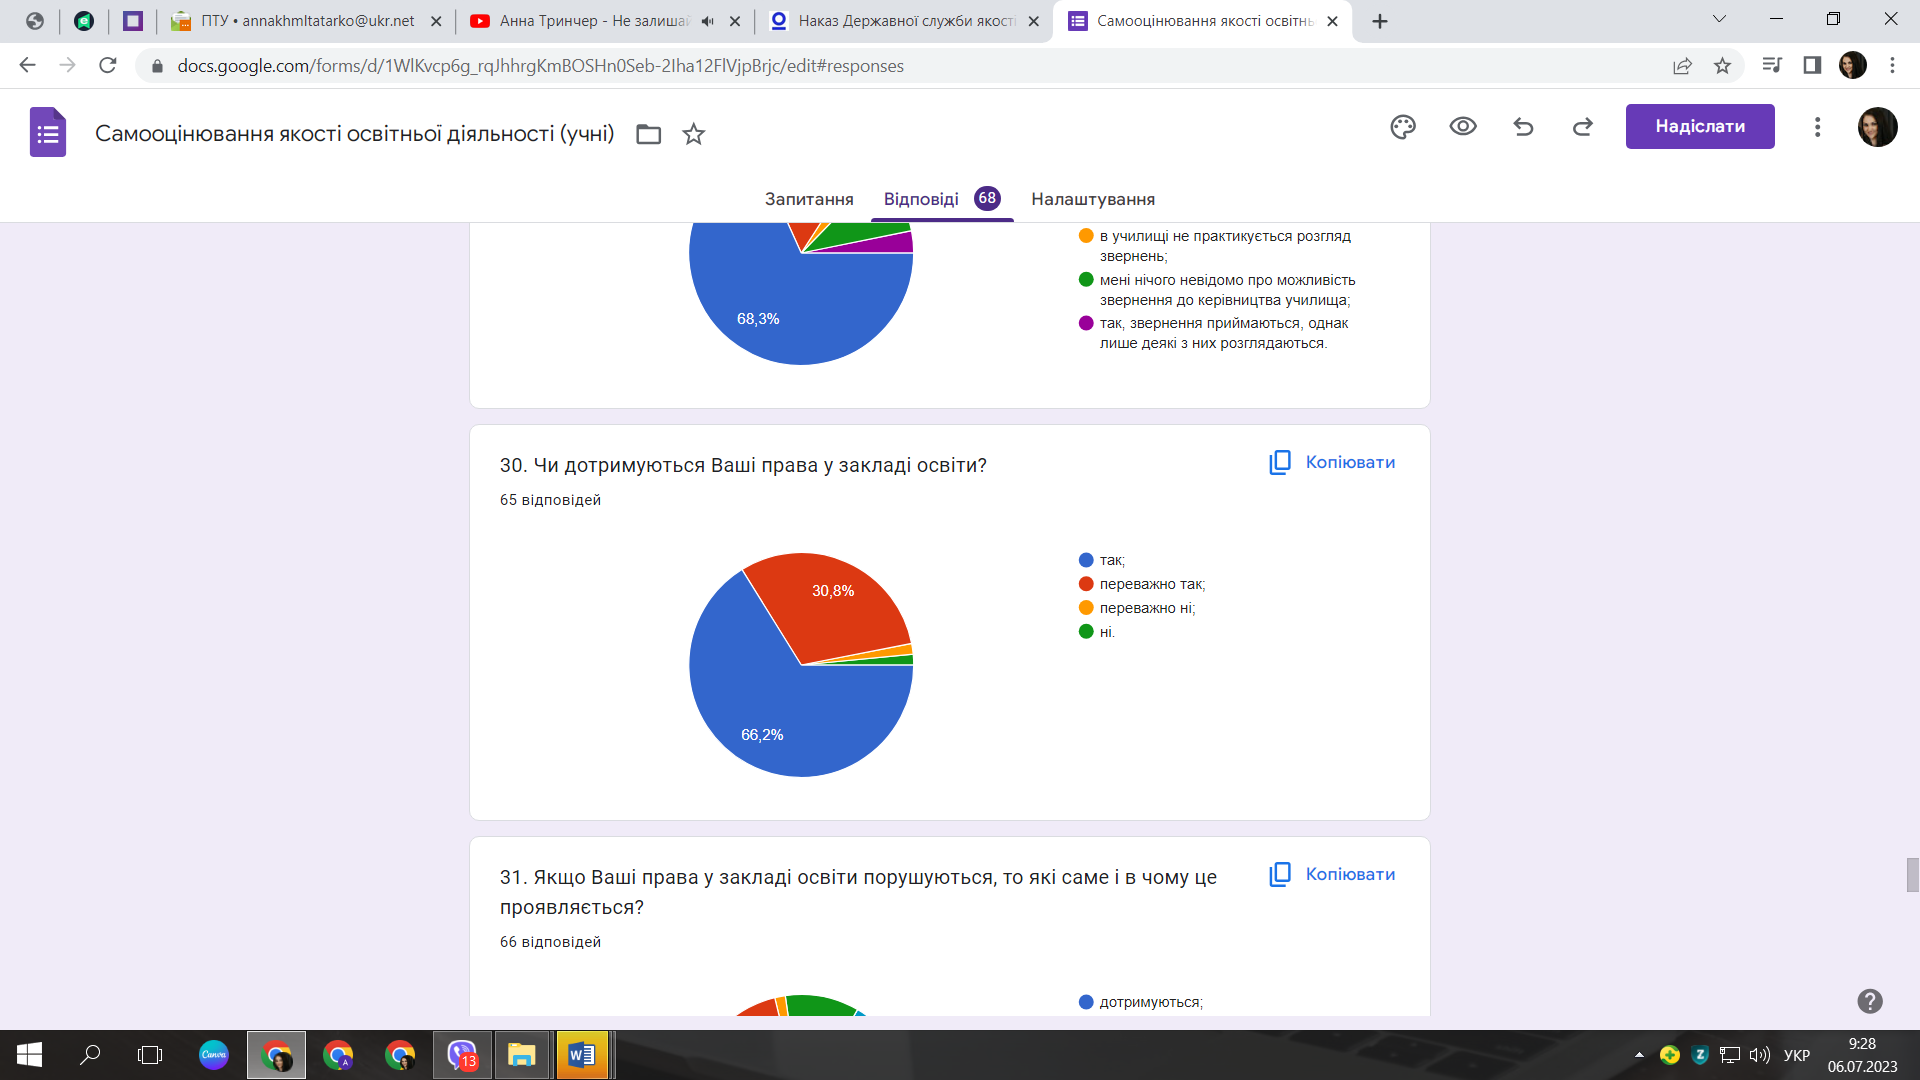 ПТУ • annakhmltatarko@ukr.net
Анна Тринчер - Не залишай
Наказ Державної служби якості
Самооцінювання якості освітнь
docs.google.com/forms/d/1WlKvcp6g_rqJhhrgKmBOSHn0Seb-2Iha12FlVjpBrjc/edit#responses
Самооцінювання якості освітньої діяльності (учні)
Надіслати
Запитання
Відповіді 68
Налаштування
68,3%
в училищі не практикується розгляд
звернень;
мені нічого невідомо про можливість
звернення до керівництва училища;
так, звернення приймаються, однак
лише деякі з них розглядаються.
30. Чи дотримуються Ваші права у закладі освіти?
Копіювати
65 відповідей
30,8%
66,2%
так;
переважно так;
переважно ні;
ні.
31. Якщо Ваші права у закладі освіти порушуються, то які саме і в чому це
проявляється?
Копіювати
66 відповідей
дотримуються;
Canva
A
13
УКР
9:28
06.07.2023